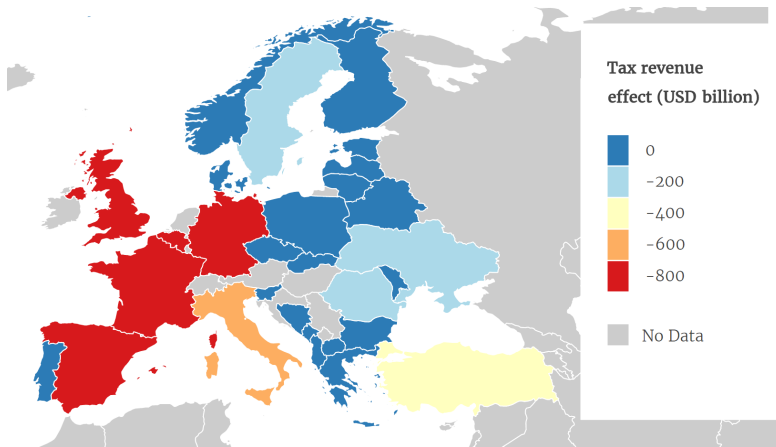 Tax revenue
effect (USD billion)
0
−200
−400
−600
−800
No Data